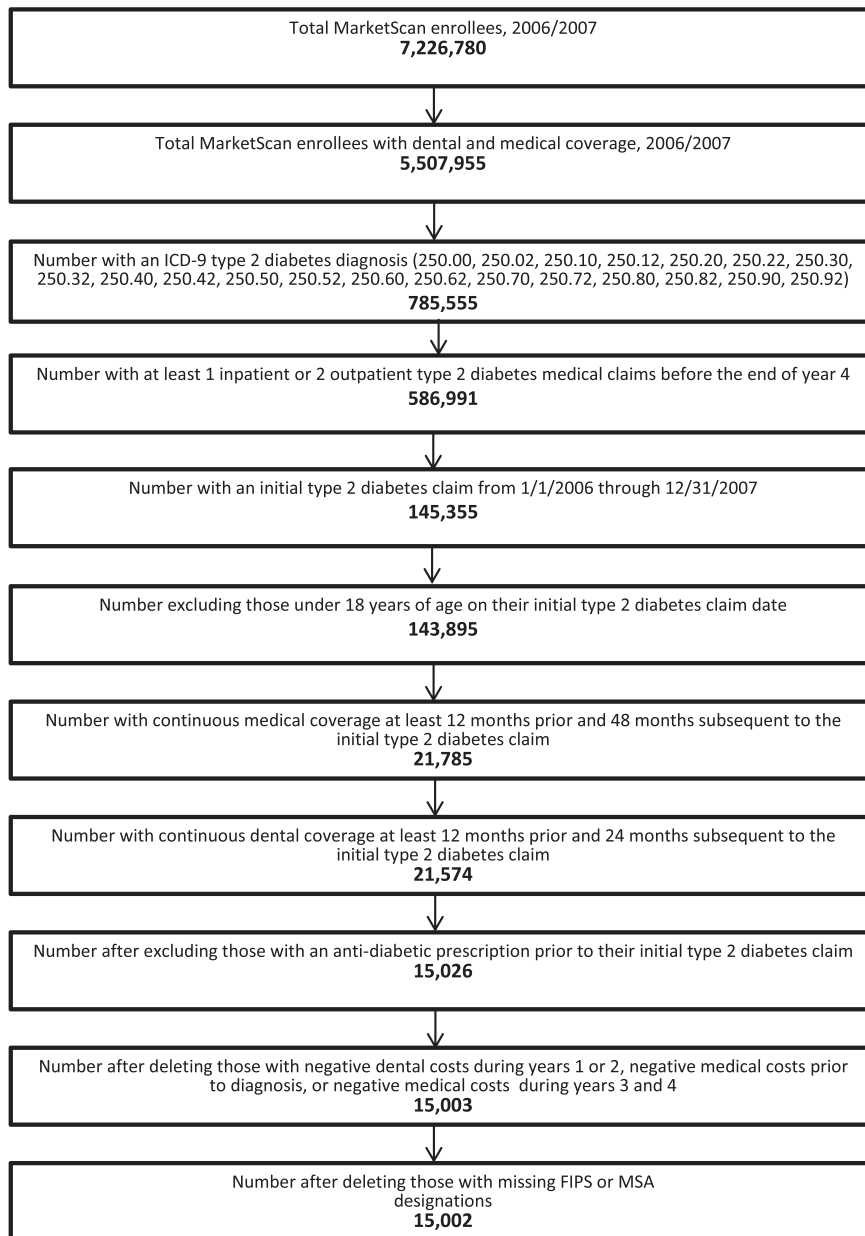 Total MarketScan enrollees, 2006/2007
7,226,780
Total MarketScan enrollees with dental and medical coverage, 2006/2007
5,507,955
Number with an ICD-9 type 2 diabetes diagnosis (250.00, 250.02, 250.10, 250.12, 250.20, 250.22, 250.30,
250.32, 250.40, 250.42, 250.50, 250.52, 250.60, 250.62, 250.70, 250.72, 250.80, 250.82, 250.90, 250.92)
785,555
Number with at least 1 inpatient or 2 outpatient type 2 diabetes medical claims before the end of year 4
586,991
Number with an initial type 2 diabetes claim from 1/1/2006 through 12/31/2007
145,355
Number excluding those under 18 years of age on their initial type 2 diabetes claim date
143,895
Number with continuous medical coverage at least 12 months prior and 48 months subsequent to the
initial type 2 diabetes claim
21,785
Number with continuous dental coverage at least 12 months prior and 24 months subsequent to the
initial type 2 diabetes claim
21,574
Number after excluding those with an anti-diabetic prescription prior to their initial type 2 diabetes claim
15,026
Number after deleting those with negative dental costs during years 1 or 2, negative medical costs prior
to diagnosis, or negative medical costs during years 3 and 4
15,003
Number after deleting those with missing FIPS or MSA
designations
15,002